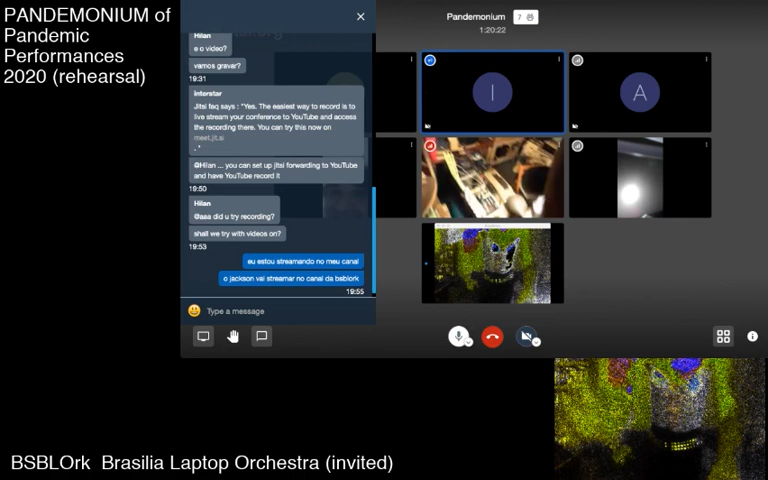 PANDEMONIUM of
Pandemic
Performances
2020 (rehearsal)
Hilan
e o video?
vamos gravar?
19:31
interstar
Jitsi faq says : "Yes. The easiest way to record is to
live stream your conference to YouTube and access
the recording there. You can try this now on
meet.jit.si
. "
@Hilan ... you can set up jitsi forwarding to YouTube
and have YouTube record it
19:50
Hilan
@aaa did u try recording?
shall we try with videos on?
19:53
eu estou streamando no meu canal
o jackson vai streamar no canal da bsblork
19:55
Type a message
Pandemonium
7
1:20:22
I
A
BSBLOrk Brasilia Laptop Orchestra (invited)